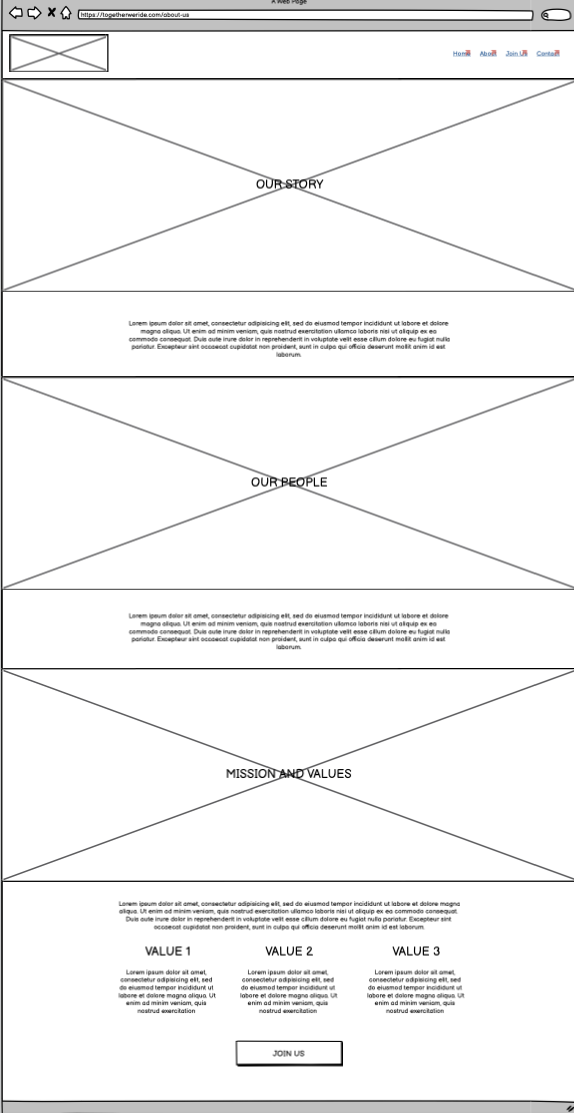 A Web Page
https://togetherweride.com/about-us
Home About Join Us Contact
OUR STORY
Lorem ipsum dolor sit amet, consectetur adipisicing elit, sed do eiusmod tempor incididunt ut labore et dolore
magna aliqua. Ut enim ad minim veniam, quis nostrud exercitation ullamco laboris nisi ut aliquip ex ea
commodo consequat. Duis aute irure dolor in reprehenderit in voluptate velit esse cillum dolore eu fugiat nulla
pariatur. Excepteur sint occaecat cupidatat non proident, sunt in culpa qui officia deserunt mollit anim id est
laborum.
OUR PEOPLE
Lorem ipsum dolor sit amet, consectetur adipisicing elit, sed do eiusmod tempor incididunt ut labore et dolore
magna aliqua. Ut enim ad minim veniam, quis nostrud exercitation ullamco laboris nisi ut aliquip ex ea
commodo consequat. Duis aute irure dolor in reprehenderit in voluptate velit esse cillum dolore eu fugiat nulla
pariatur. Excepteur sint occaecat cupidatat non proident, sunt in culpa qui officia deserunt mollit anim id est
laborum.
MISSION AND VALUES
Lorem ipsum dolor sit amet, consectetur adipisicing elit, sed do eiusmod tempor incididunt ut labore et dolore magna
aliqua. Ut enim ad minim veniam, quis nostrud exercitation ullamco laboris nisi ut aliquip ex ea commodo consequat.
Duis aute irure dolor in reprehenderit in voluptate velit esse cillum dolore eu fugiat nulla pariatur. Excepteur sint
occaecat cupidatat non proident, sunt in culpa qui officia deserunt mollit anim id est laborum.
VALUE 1
Lorem ipsum dolor sit amet,
consectetur adipisicing elit, sed
do eiusmod tempor incididunt ut
labore et dolore magna aliqua. Ut
enim ad minim veniam, quis
nostrud exercitation
VALUE 2
Lorem ipsum dolor sit amet,
consectetur adipisicing elit, sed
do eiusmod tempor incididunt ut
labore et dolore magna aliqua. Ut
enim ad minim veniam, quis
nostrud exercitation
VALUE 3
Lorem ipsum dolor sit amet,
consectetur adipisicing elit, sed
do eiusmod tempor incididunt ut
labore et dolore magna aliqua. Ut
enim ad minim veniam, quis
nostrud exercitation
JOIN US